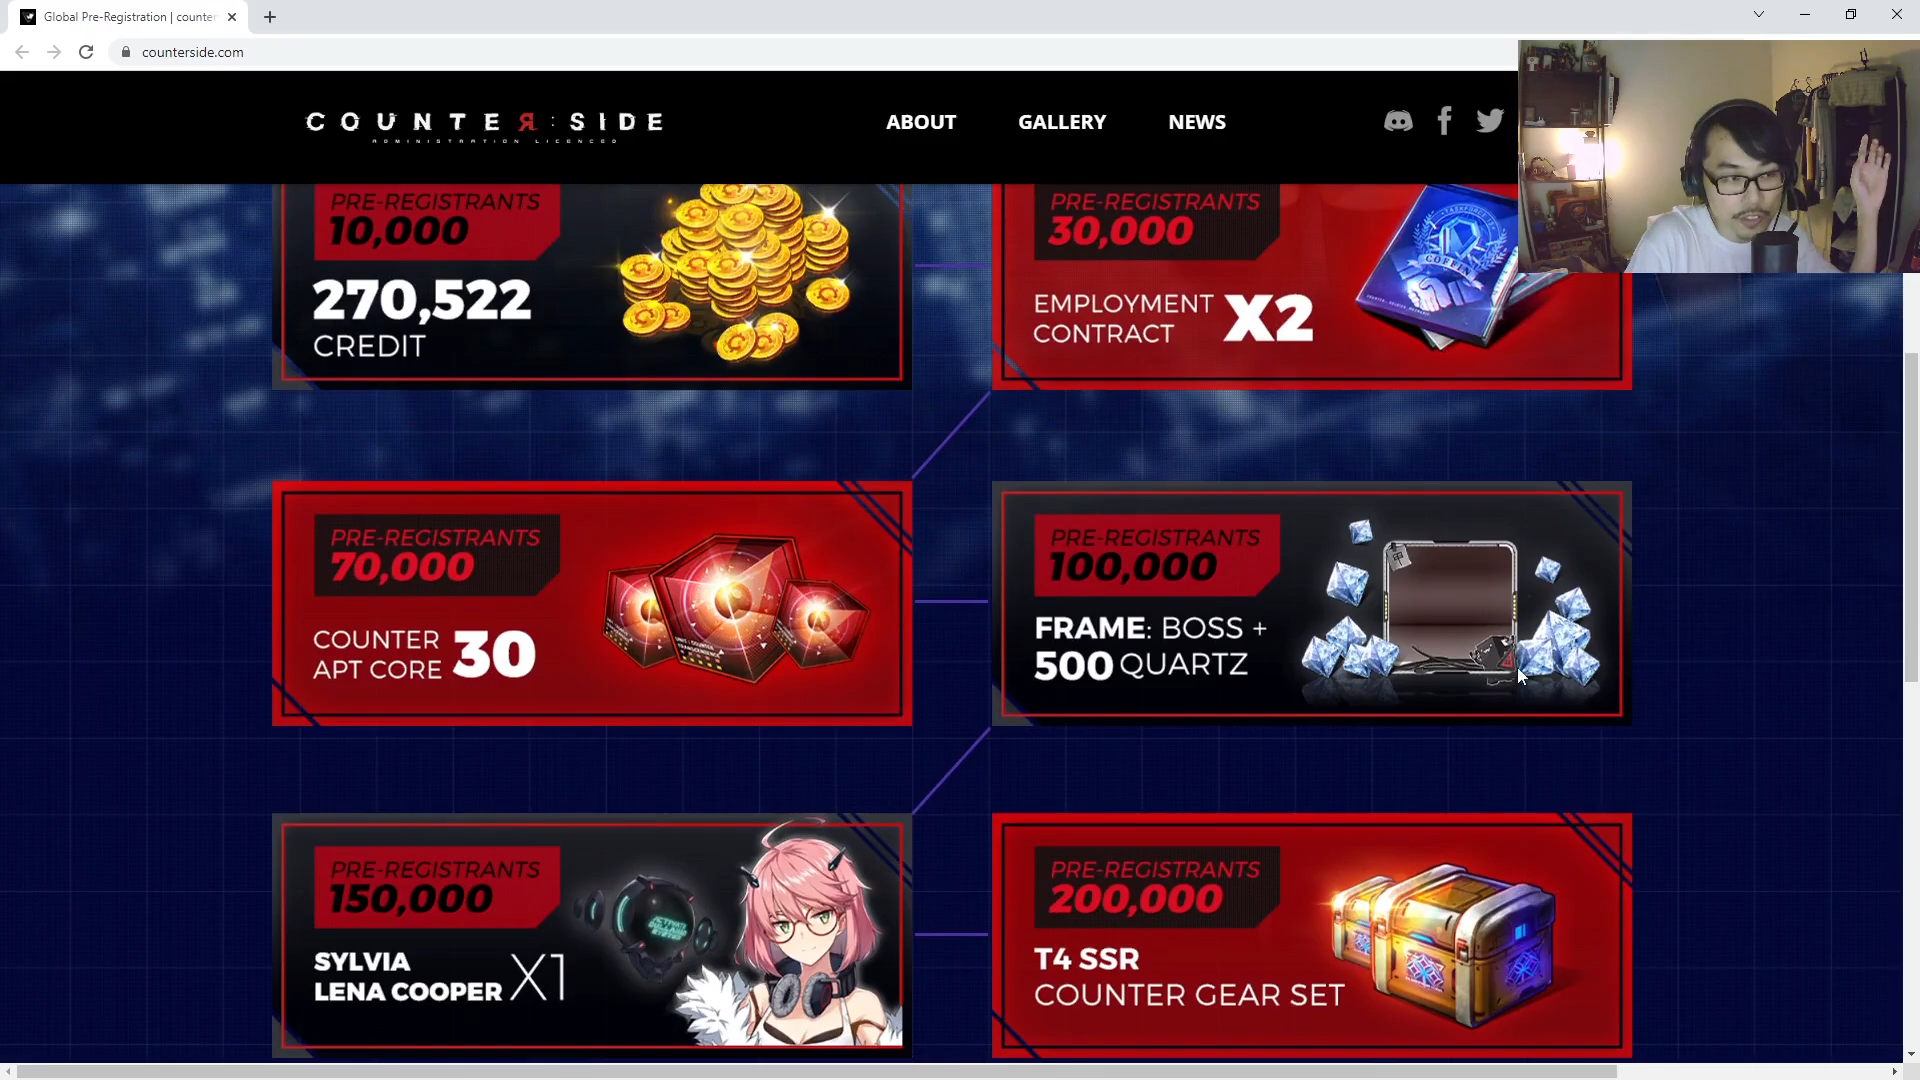 Global Pre-Registration | counter
counterside.com
COUNTER:SIDE
ADMINISTRATION LICENCED
ABOUT
GALLERY
NEWS
PRE-REGISTRANTS
10,000
270,522
CREDIT
PRE-REGISTRANTS
30,000
EMPLOYMENT
CONTRACT X2
COFFIN
PRE-REGISTRANTS
70,000
COUNTER
APT CORE 30
PRE-REGISTRANTS
100,000
FRAME: BOSS +
500 QUARTZ
PRE-REGISTRANTS
150,000
SYLVIA
LENA COOPER X1
PRE-REGISTRANTS
200,000
T4 SSR
COUNTER GEAR SET